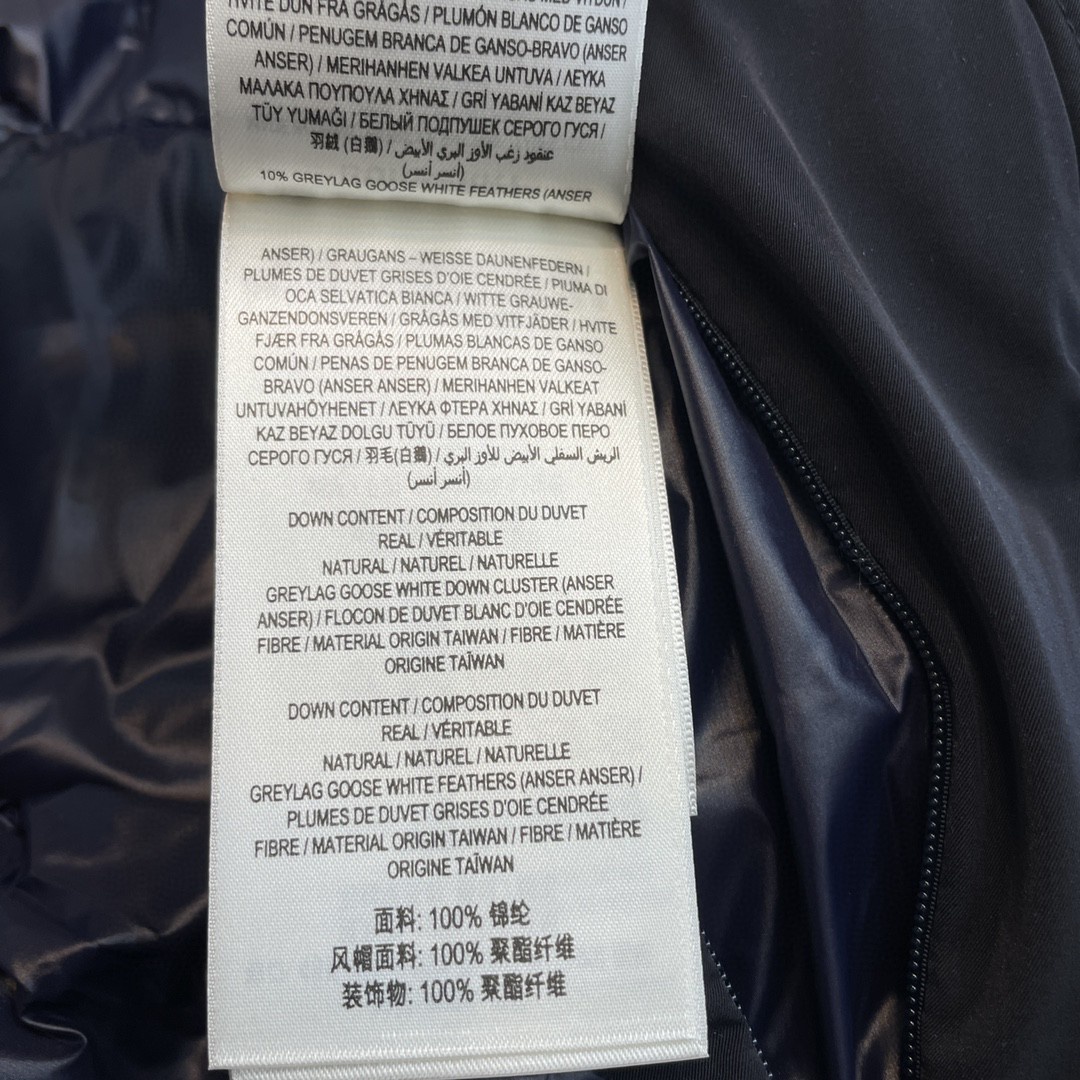 HVITE DUN FRA GRÅGÅS / PLUMÓN BLANCO DE GANSO
COMÚN / PENUGEM BRANCA DE GANSO-BRAVO (ANSER
ANSER) / MERIHANHEN VALKEA UNTUVA / ΛΕΥΚΑ
ΜΑΛΑΚΑ ΠΟΥΠΟΥΛΑ ΧΗΝΑΣ / GRİ YABANİ KAZ BEYAZ
TÜY YUMAĞI / БЕЛЫЙ ПОДПУШЕК СЕРОГО ГУСЯ /
羽絨 (白鵝) / عنقود زغب الأوز البري الأبيض
(أنسر أنسر)
10% GREYLAG GOOSE WHITE FEATHERS (ANSER
ANSER) / GRAUGANS – WEISSE DAUNENFEDERN /
PLUMES DE DUVET GRISES D'OIE CENDRÉE / PIUMA DI
OCA SELVATICA BIANCA / WITTE GRAUWE-
GANZENDONSVEREN / GRÅGÅS MED VITFJÄDER / HVITE
FJÆR FRA GRÅGÅS / PLUMAS BLANCAS DE GANSO
COMÚN / PENAS DE PENUGEM BRANCA DE GANSO-
BRAVO (ANSER ANSER) / MERIHANHEN VALKEAT
UNTUVAHÖYHENET / ΛΕΥΚΑ ΦΤΕΡΑ ΧΗΝΑΣ / GRİ YABANİ
KAZ BEYAZ DOLGU TÜYÜ / БЕЛОЕ ПУХОВОЕ ПЕРО
СЕРОГО ГУСЯ / 羽毛(白鵝) / الريش السفلي الأبيض للأوز البري
(أنسر أنسر)
DOWN CONTENT / COMPOSITION DU DUVET
REAL / VÉRITABLE
NATURAL / NATUREL / NATURELLE
GREYLAG GOOSE WHITE DOWN CLUSTER (ANSER
ANSER) / FLOCON DE DUVET BLANC D'OIE CENDRÉE
FIBRE / MATERIAL ORIGIN TAIWAN / FIBRE / MATIÈRE
ORIGINE TAÏWAN
DOWN CONTENT / COMPOSITION DU DUVET
REAL / VÉRITABLE
NATURAL / NATUREL / NATURELLE
GREYLAG GOOSE WHITE FEATHERS (ANSER ANSER) /
PLUMES DE DUVET GRISES D'OIE CENDRÉE
FIBRE / MATERIAL ORIGIN TAIWAN / FIBRE / MATIÈRE
ORIGINE TAÏWAN
面料: 100% 锦纶
风帽面料: 100% 聚酯纤维
装饰物: 100% 聚酯纤维